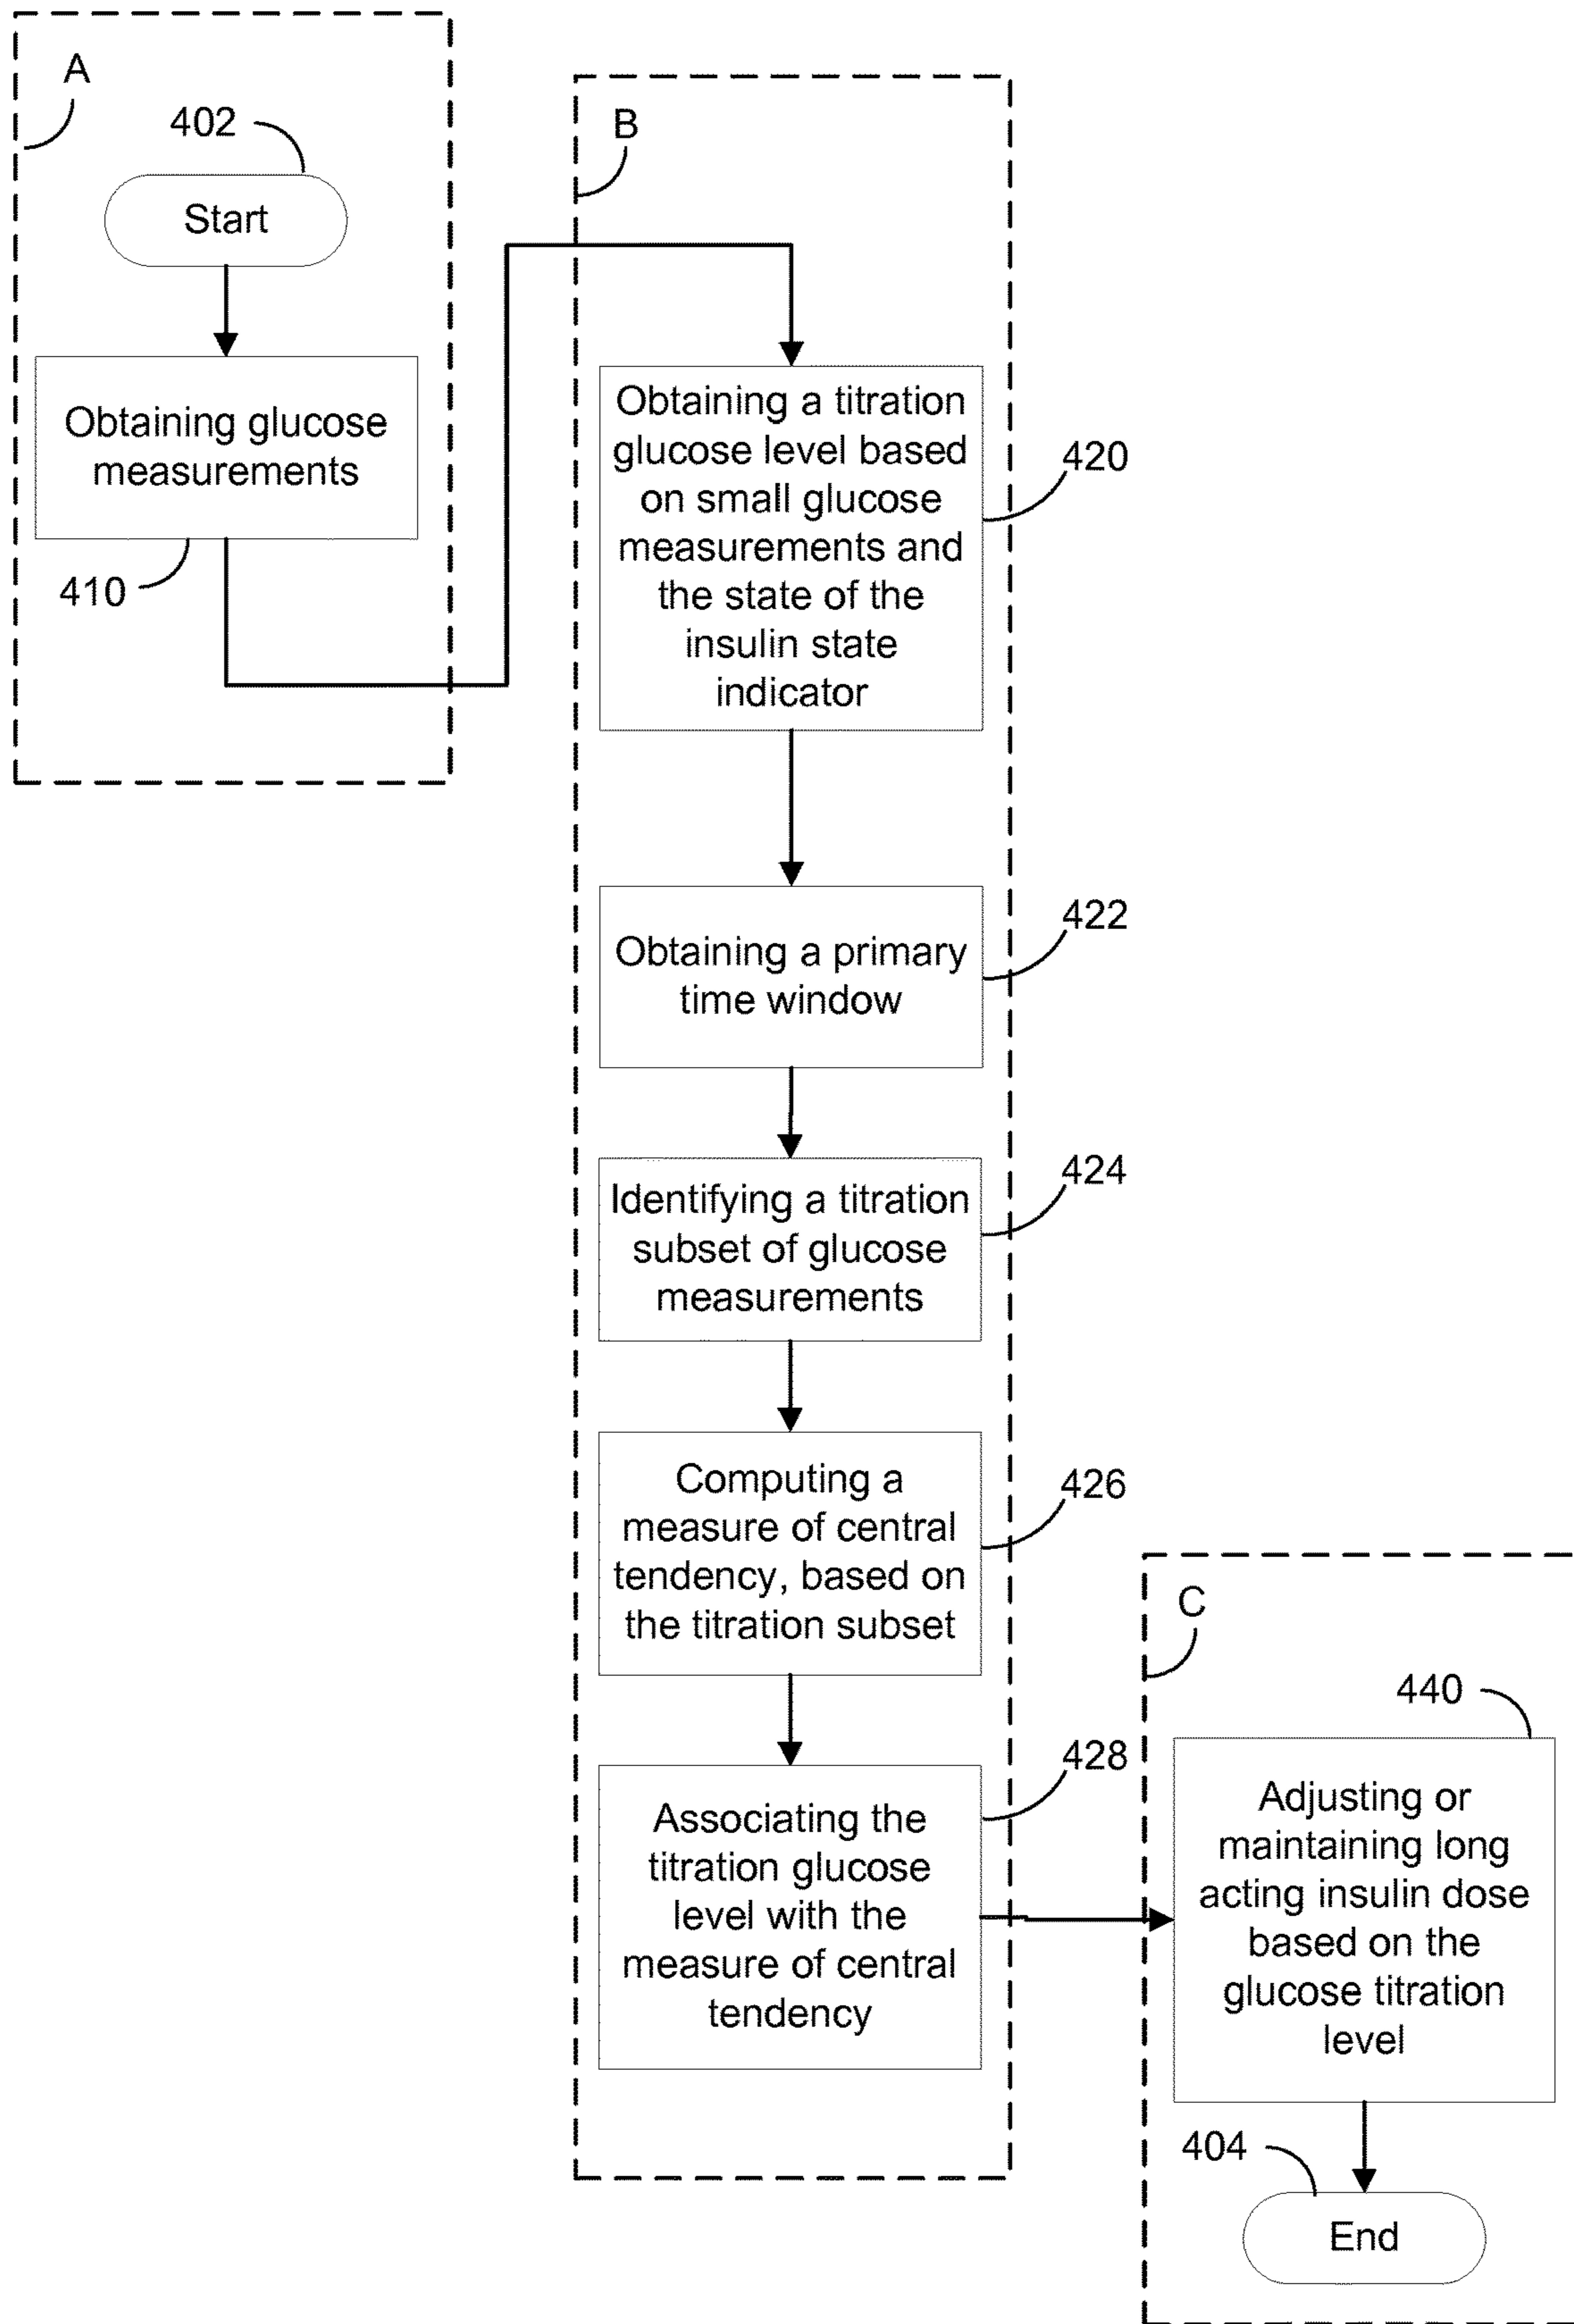 A
402
Start
Obtaining glucose
measurements
410
B
Obtaining a titration
glucose level based
on small glucose
measurements and
the state of the
insulin state
indicator
420
Obtaining a primary
time window
422
Identifying a titration
subset of glucose
measurements
424
Computing a
measure of central
tendency, based on
the titration subset
426
Associating the
titration glucose
level with the
measure of central
tendency
428
C
440
Adjusting or
maintaining long
acting insulin dose
based on the
glucose titration
level
404
End